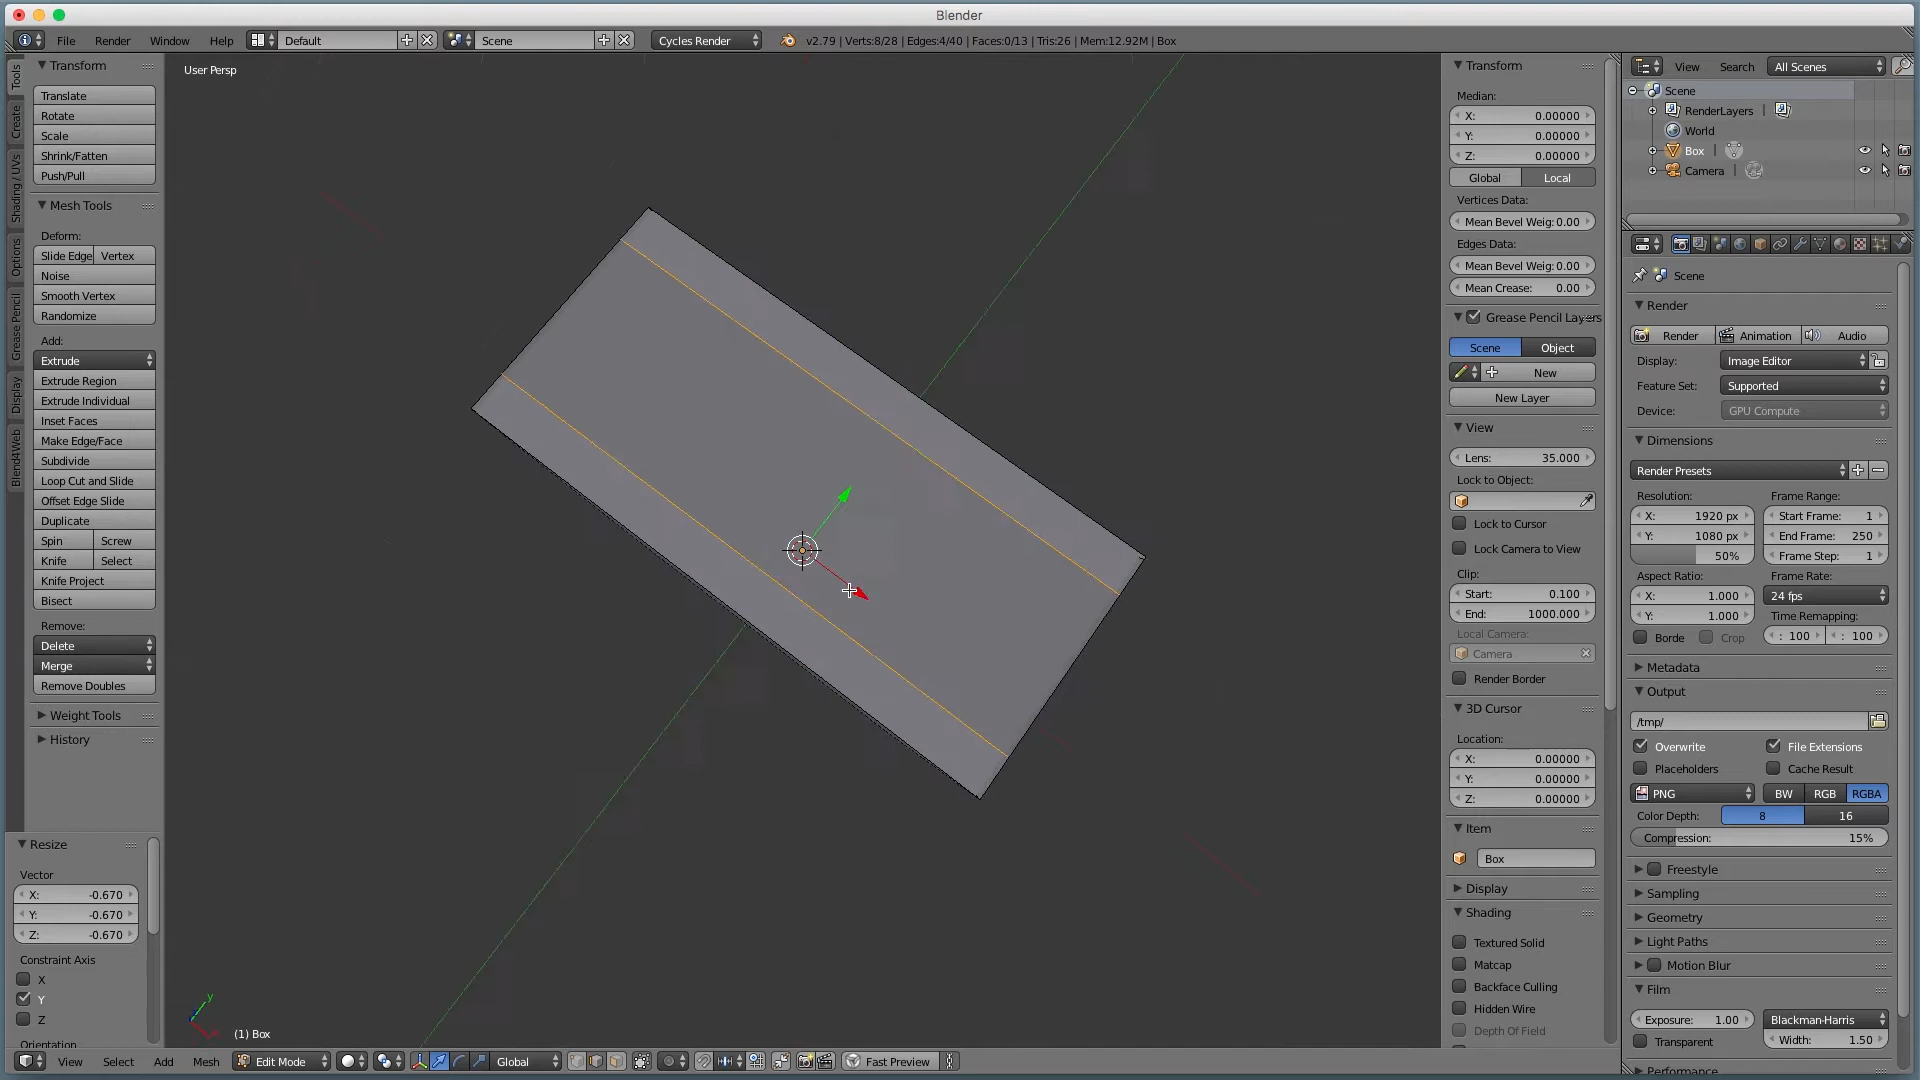 Blender
File Render Window Help Default Scene Cycles Render v2.79 | Verts:8/28 | Edges:4/40 | Faces:0/13 | Tris:26 | Mem:12.92M | Box
Tools
Create
Shading / UVs
Options
Grease Pencil
Display
Blend4Web
Transform
Translate
Rotate
Scale
Shrink/Fatten
Push/Pull
Mesh Tools
Deform:
Slide Edge Vertex
Noise
Smooth Vertex
Randomize
Add:
Extrude
Extrude Region
Extrude Individual
Inset Faces
Make Edge/Face
Subdivide
Loop Cut and Slide
Offset Edge Slide
Duplicate
Spin Screw
Knife Select
Knife Project
Bisect
Remove:
Delete
Merge
Remove Doubles
Weight Tools
History
Resize
Vector
X: -0.670
Y: -0.670
Z: -0.670
Constraint Axis
X
Y
Z
Orientation
User Persp
y
(1) Box
View Select Add Mesh Edit Mode Global Fast Preview
Transform
Median:
X: 0.00000
Y: 0.00000
Z: 0.00000
Global Local
Vertices Data:
Mean Bevel Weig: 0.00
Edges Data:
Mean Bevel Weig: 0.00
Mean Crease: 0.00
Grease Pencil Layers
Scene Object
New
New Layer
View
Lens: 35.000
Lock to Object:
Lock to Cursor
Lock Camera to View
Clip:
Start: 0.100
End: 1000.000
Local Camera:
Camera
Render Border
3D Cursor
Location:
X: 0.00000
Y: 0.00000
Z: 0.00000
Item
Box
Display
Shading
Textured Solid
Matcap
Backface Culling
Hidden Wire
Depth Of Field
View Search All Scenes
Scene
RenderLayers |
World
Box |
Camera |
Scene
Render
Render Animation Audio
Display: Image Editor
Feature Set: Supported
Device: GPU Compute
Dimensions
Render Presets
Resolution: Frame Range:
X: 1920 px Start Frame: 1
Y: 1080 px End Frame: 250
50% Frame Step: 1
Aspect Ratio: Frame Rate:
X: 1.000 24 fps
Y: 1.000 Time Remapping:
Borde Crop : 100 : 100
Metadata
Output
/tmp/
Overwrite File Extensions
Placeholders Cache Result
PNG BW RGB RGBA
Color Depth: 8 16
Compression: 15%
Freestyle
Sampling
Geometry
Light Paths
Motion Blur
Film
Exposure: 1.00 Blackman-Harris
Transparent Width: 1.50
Performance